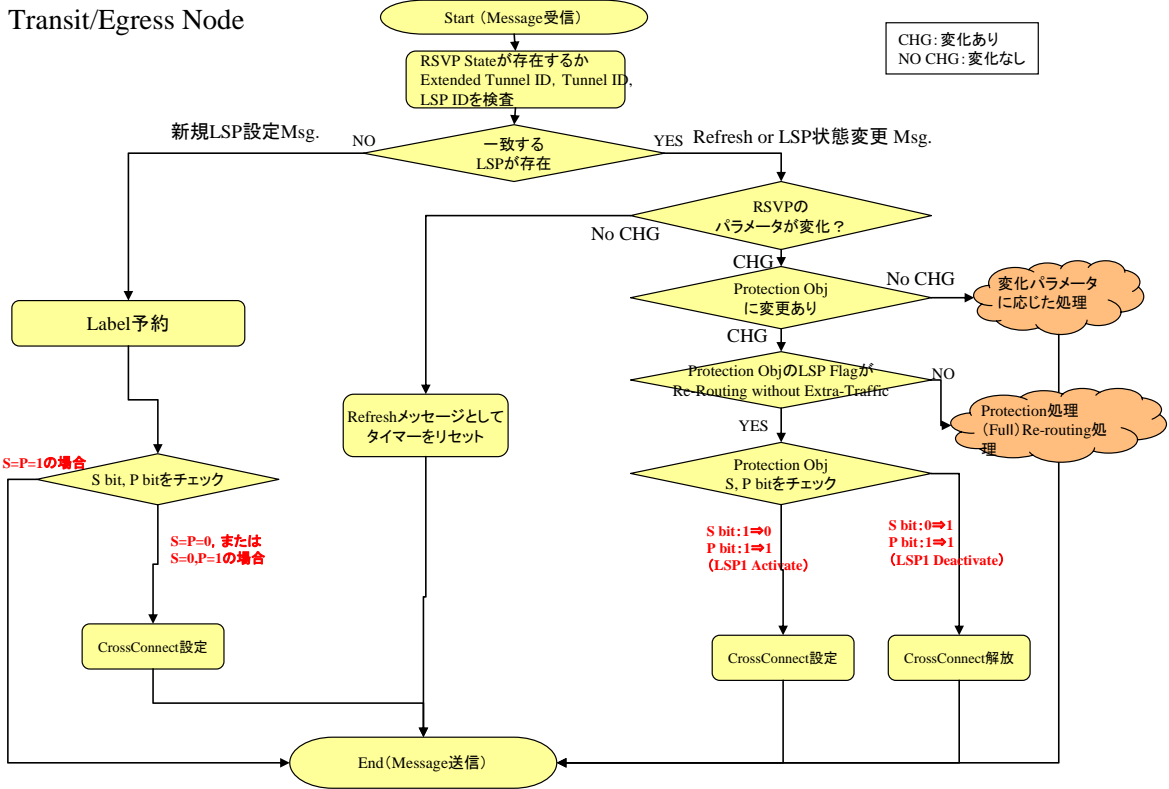 Transit/Egress Node
Start（Message受信）
CHG：変化あり
NO CHG：変化なし
RSVP Stateが存在するか
Extended Tunnel ID，Tunnel ID，
LSP IDを検査
新規LSP設定Msg.
NO
一致する
LSPが存在
YES
Refresh or LSP状態変更 Msg.
RSVPの
パラメータが変化？
No CHG
CHG
Protection Obj
に変更あり
No CHG
変化パラメータ
に応じた処理
Label予約
CHG
Protection ObjのLSP Flagが
Re-Routing without Extra-Traffic
NO
Protection処理
（Full）Re-routing処
理
Refreshメッセージとして
タイマーをリセット
YES
S=P=1の場合
S bit, P bitをチェック
Protection Obj
S, P bitをチェック
S=P=0, または
S=0,P=1の場合
S bit:1⇒0
P bit:1⇒1
（LSP1 Activate）
S bit:0⇒1
P bit:1⇒1
（LSP1 Deactivate）
CrossConnect設定
CrossConnect設定
CrossConnect解放
End（Message送信）